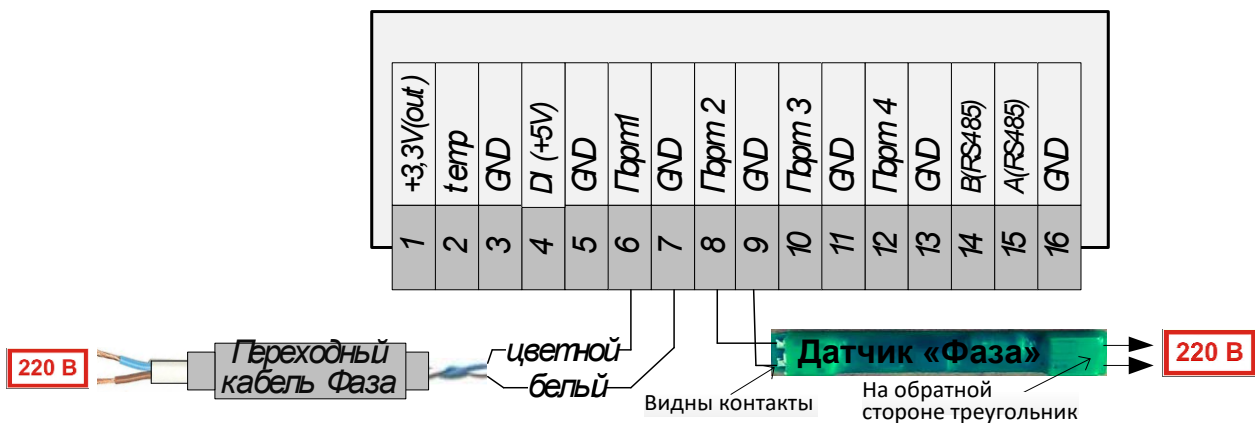 +3,3V(out)
temp
GND
DI (+5V)
GND
Порт1
GND
Порт 2
GND
Порт 3
GND
Порт 4
GND
B(RS485)
A(RS485)
GND
1
2
3
4
5
6
7
8
9
10
11
12
13
14
15
16
220 В
Переходный
кабель Фаза
цветной
белый
Датчик «Фаза»
220 В
Видны контакты
На обратной
стороне треугольник